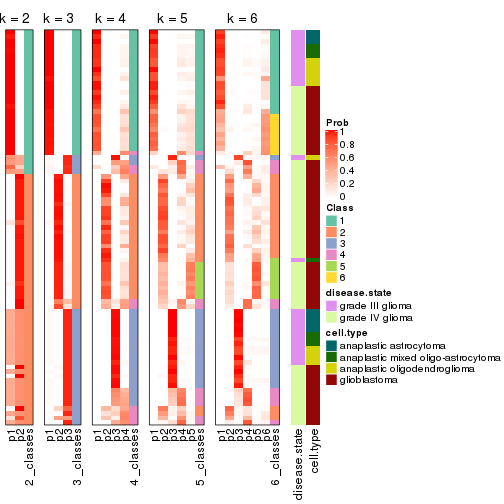 k = 2 k = 3 k = 4 k = 5 k = 6
Prob
1
0.8
0.6
0.4
0.2
0
Class
1
2
3
4
5
6
disease.state
grade III glioma
grade IV glioma
cell.type
anaplastic astrocytoma
anaplastic mixed oligo-astrocytoma
anaplastic oligodendroglioma
glioblastoma
p1 p2 2_classes p1 p2 p3 3_classes p1 p2 p3 p4 4_classes p1 p2 p3 p4 p5 5_classes p1 p2 p3 p4 p5 p6 6_classes disease.state cell.type